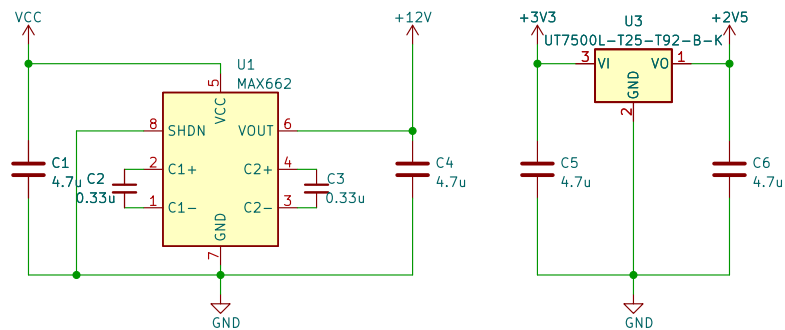 VCC
+12V
+3V3
+2V5
U1
MAX662
5
VCC
8
SHDN
VOUT
6
2
C1+
C2+
4
1
C1-
C2-
3
GND
7
C1
4.7u
C2
0.33u
C3
0.33u
C4
4.7u
GND
U3
UT7500L-T25-T92-B-K
3
VI
VO
1
GND
2
C5
4.7u
C6
4.7u
GND